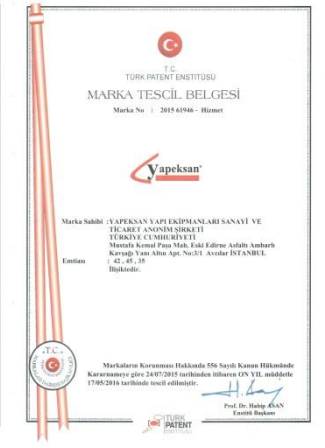 T.C.
TÜRK PATENT ENSTİTÜSÜ
MARKA TESCİL BELGESİ
Marka No : 2015 61946 - Hizmet
yapeksan
Marka Sahibi : YAPEKSAN YAPI EKİPMANLARI SANAYİ VE
TİCARET ANONİM ŞİRKETİ
TÜRKİYE CUMHURİYETİ
Mustafa Kemal Paşa Mah. Eski Edirne Asfaltı Ambarlı
Kavşağı Yanı Altın Apt. No:3/1 Avcılar İSTANBUL
Emtiası : 42 , 45 , 35
İlişiktedir.
T.C.
Markaların Korunması Hakkında 556 Sayılı Kanun Hükmünde
Kararnameye göre 24/07/2015 tarihinden itibaren ON YIL müddetle
17/05/2016 tarihinde tescil edilmiştir.
Prof. Dr. Habip ASAN
Enstitü Başkanı
TÜRK
PATENT
ENSTİTÜSÜ